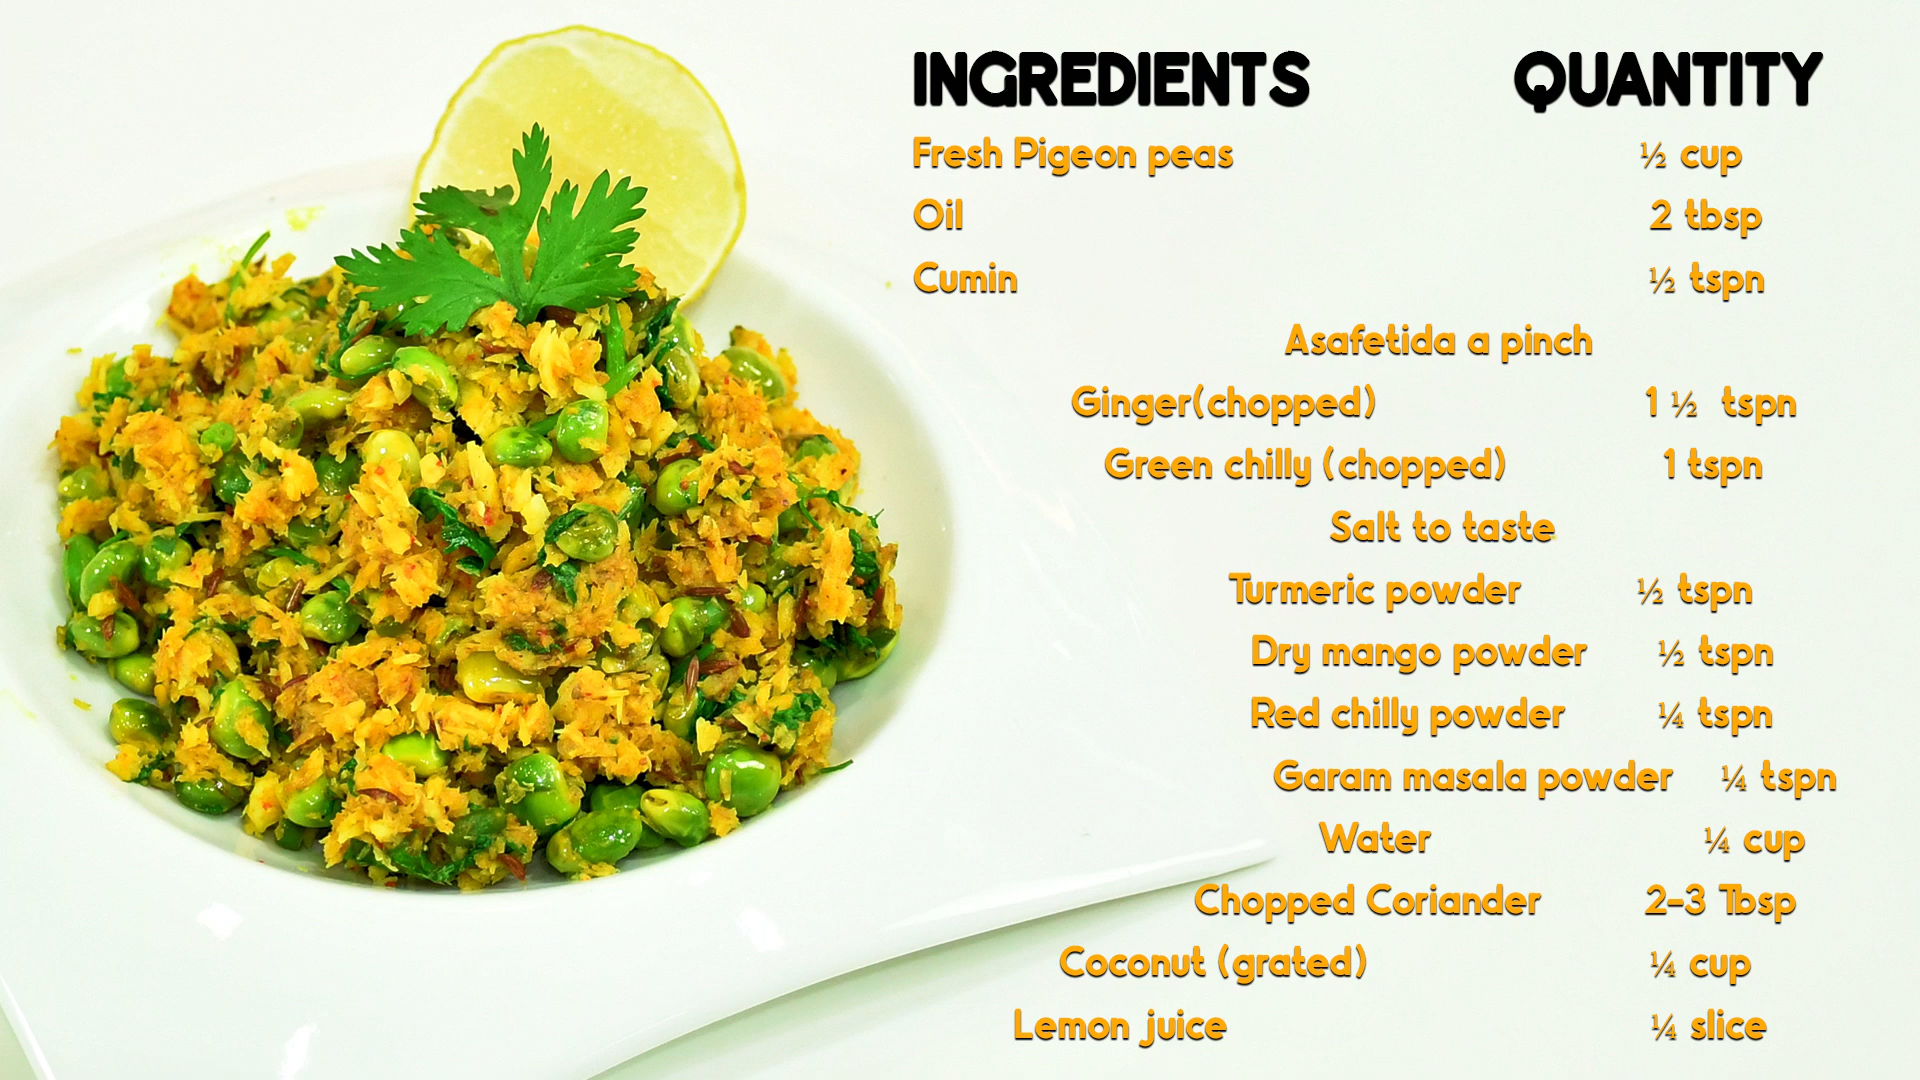 INGREDIENTS QUANTITY
Fresh Pigeon peas ½ cup
Oil 2 tbsp
Cumin ½ tspn
Asafetida a pinch
Ginger(chopped) 1 ½ tspn
Green chilly (chopped) 1 tspn
Salt to taste
Turmeric powder ½ tspn
Dry mango powder ½ tspn
Red chilly powder ¼ tspn
Garam masala powder ¼ tspn
Water ¼ cup
Chopped Coriander 2-3 Tbsp
Coconut (grated) ¼ cup
Lemon juice ¼ slice